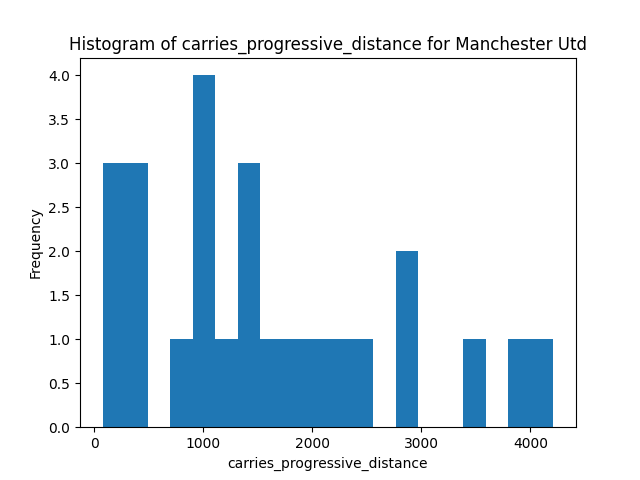 Histogram of carries_progressive_distance for Manchester Utd
4.0
3.5
3.0
2.5
2.0
1.5
1.0
0.5
0.0
Frequency
0 1000 2000 3000 4000
carries_progressive_distance